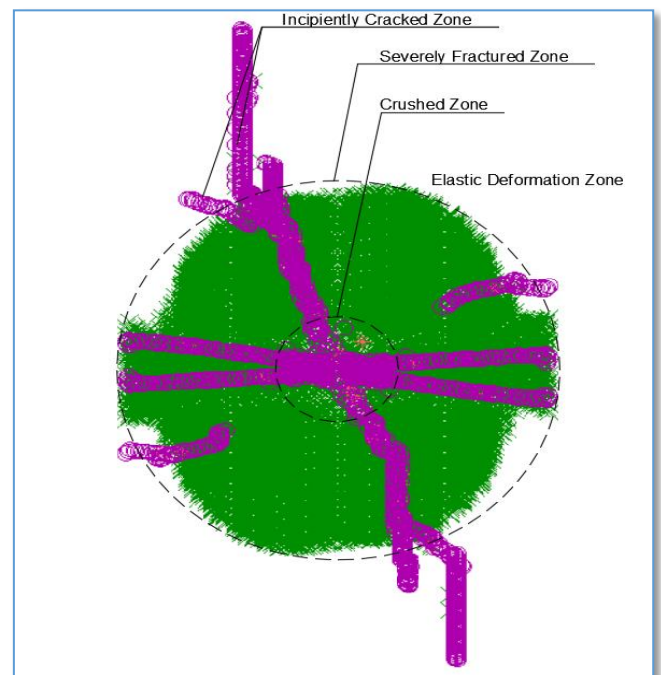 Incipiently Cracked Zone
Severely Fractured Zone
Crushed Zone
Elastic Deformation Zone